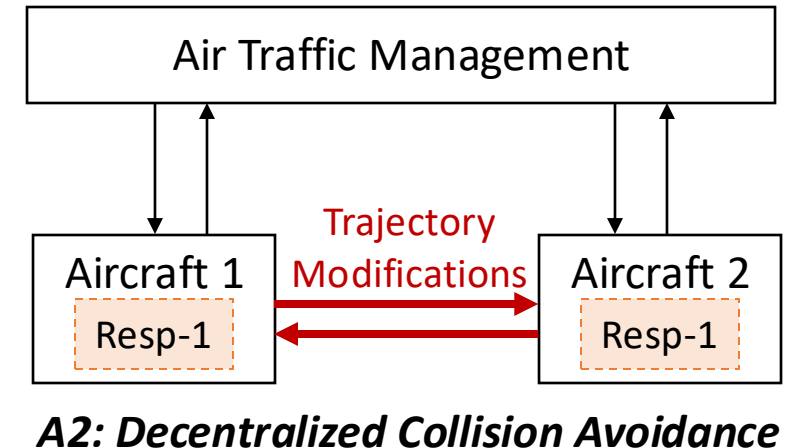 Air Traffic Management
Trajectory
Modifications
Aircraft 1
Aircraft 2
Resp-1
Resp-1
A2: Decentralized Collision Avoidance